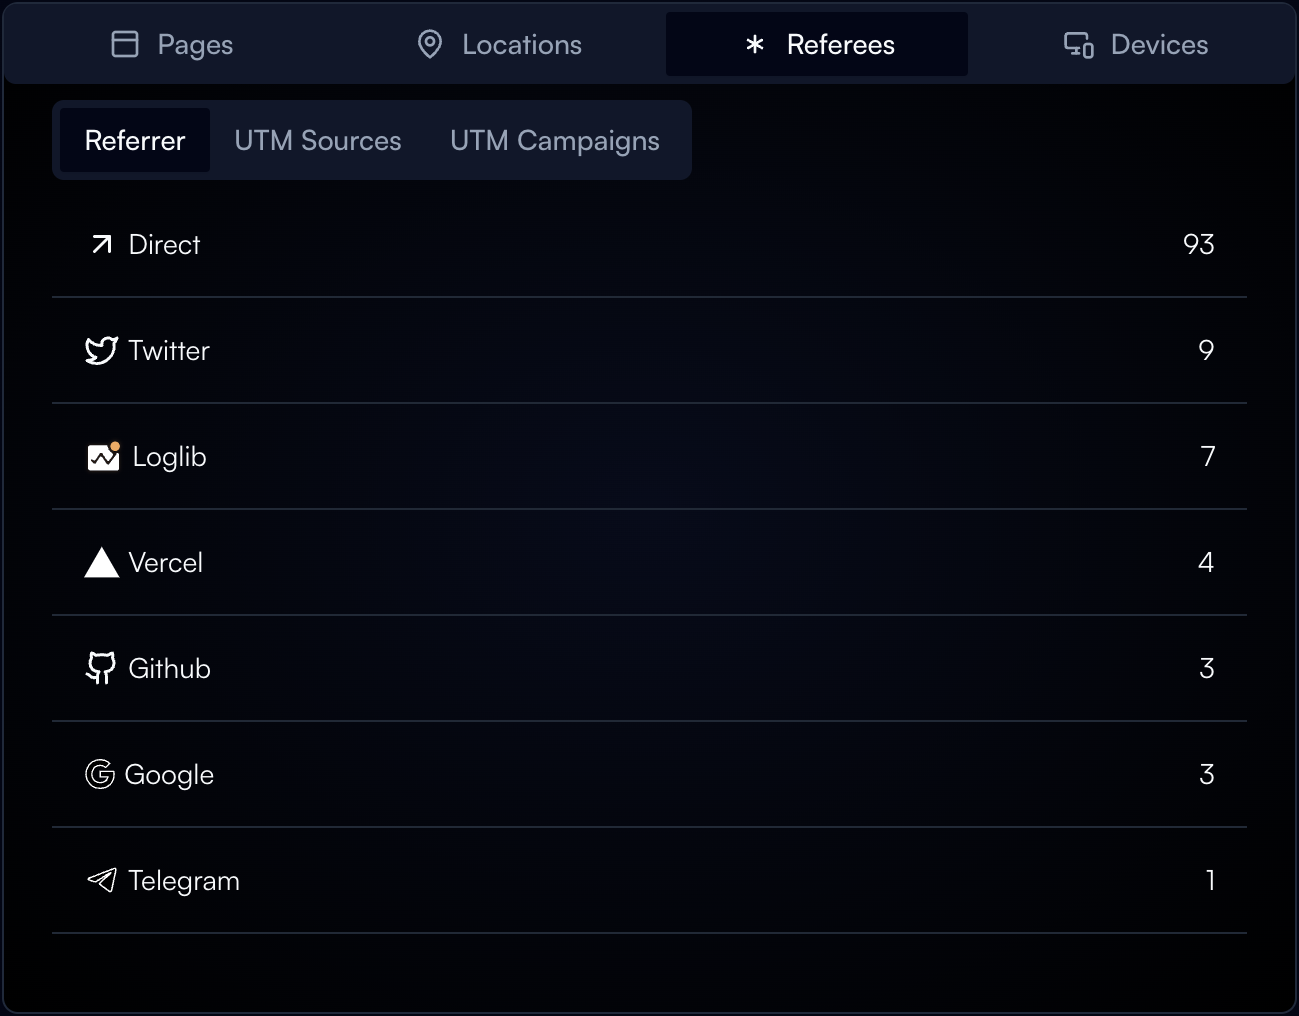 Pages Locations Referees Devices
Referrer UTM Sources UTM Campaigns
Direct 93
Twitter 9
Loglib 7
Vercel 4
Github 3
Google 3
Telegram 1